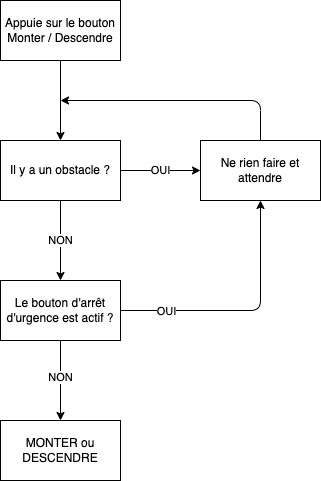 Appuie sur le bouton
Monter / Descendre
Il y a un obstacle ?
OUI
Ne rien faire et
attendre
NON
Le bouton d'arrêt
d'urgence est actif ?
OUI
NON
MONTER ou
DESCENDRE